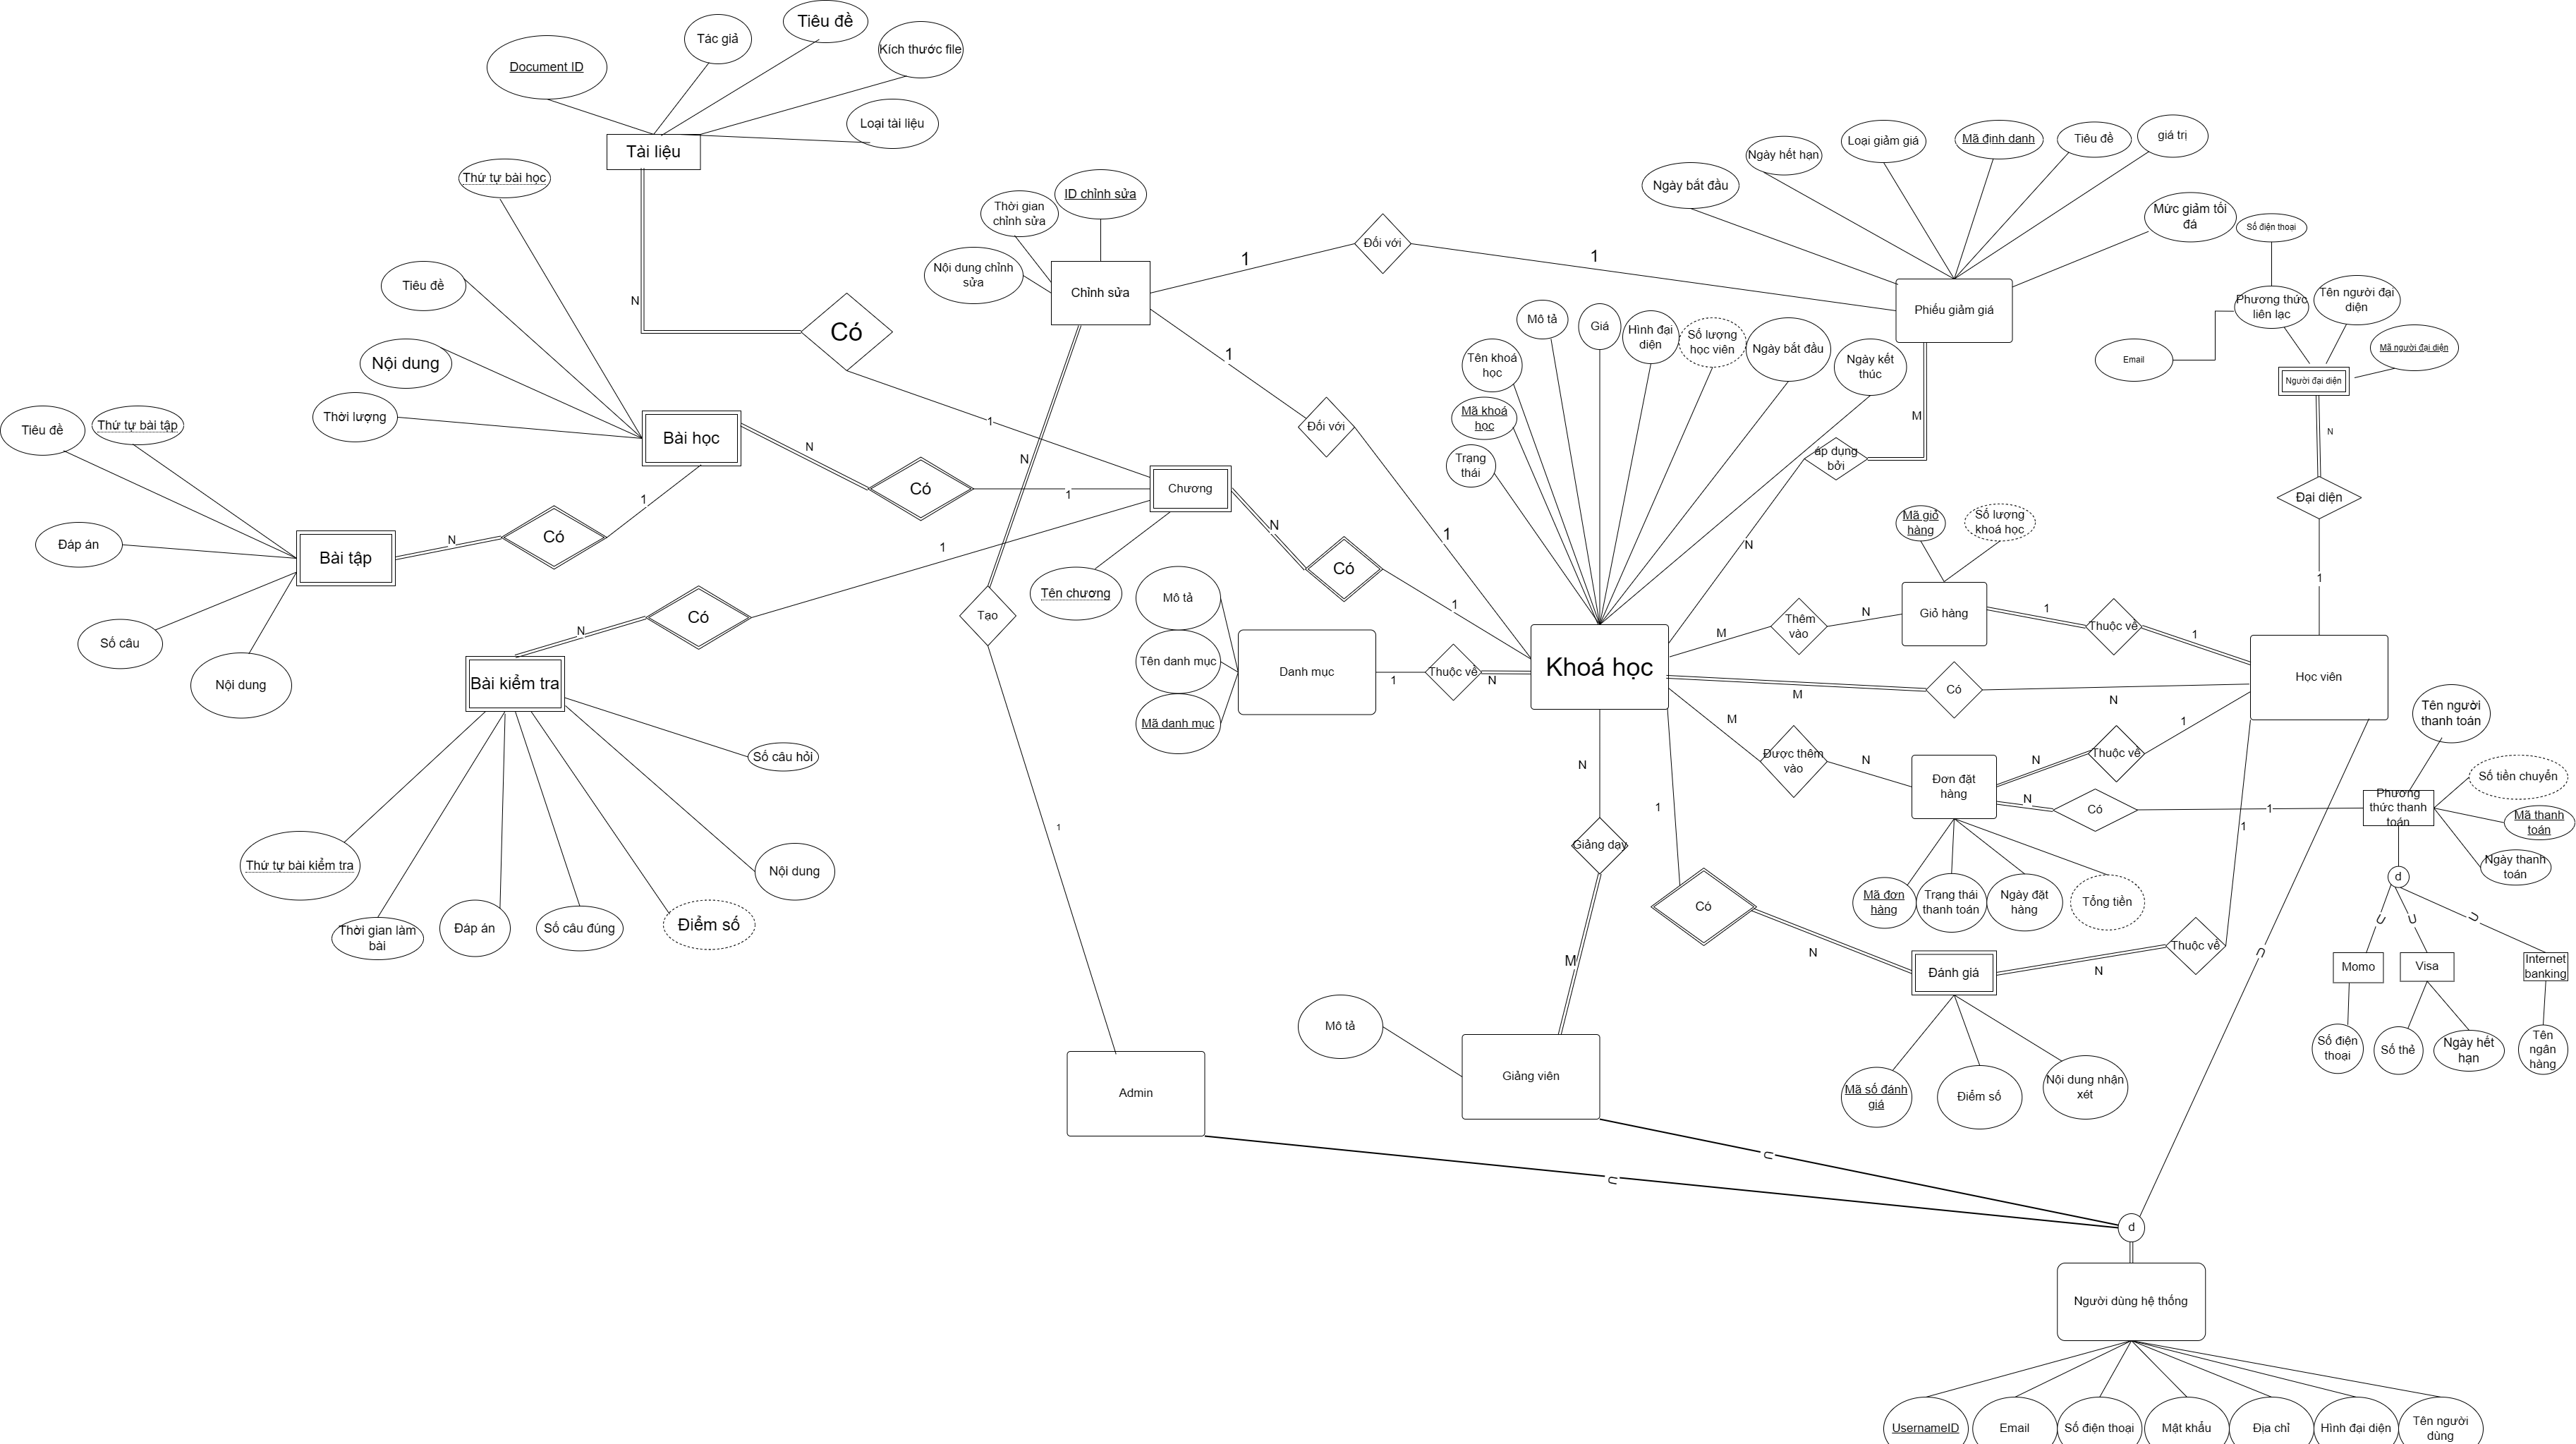 Document ID
Tác giả
Tiêu đề
Kích thước file
Loại tài liệu
Tài liệu
Thứ tự bài học
Tiêu đề
Nội dung
Thời lượng
Bài học
N
Có
1
Tiêu đề
Thứ tự bài tập
Đáp án
Số câu
Nội dung
Bài tập
N
Có
1
N
Có
1
Chương
Tên chương
N
Có
1
1
Có
N
Bài kiểm tra
Số câu hỏi
Nội dung
Điểm số
Số câu đúng
Đáp án
Thời gian làm
bài
Thứ tự bài kiểm tra
ID chỉnh sửa
Thời gian
chỉnh sửa
Nội dung chỉnh
sửa
Chỉnh sửa
1
Đối với
1
1
Đối với
1
N
Tạo
1
Admin
Mô tả
Tên danh mục
Mã danh mục
Danh mục
1
Thuộc về
N
Khoá học
Trạng
thái
Mã khoá
học
Tên khoá
học
Mô tả
Giá
Hình đại
diện
Số lượng
học viên
Ngày bắt đầu
Ngày kết
thúc
Ngày bắt đầu
Ngày hết hạn
Loại giảm giá
Mã định danh
Tiêu đề
giá trị
Mức giảm tối
đá
Phiếu giảm giá
M
áp dụng
bởi
N
Số điện thoại
Phương thức
liên lạc
Email
Tên người đại
diện
Mã người đại diện
Người đại diện
N
Đại diện
1
Học viên
Mã giỏ
hàng
Số lượng
khoá học
Giỏ hàng
M
Thêm
vào
N
1
Thuộc về
1
M
Có
N
M
Được thêm
vào
N
Đơn đặt
hàng
N
Thuộc về
1
N
Có
1
Mã đơn
hàng
Trạng thái
thanh toán
Ngày đặt
hàng
Tổng tiền
Tên người
thanh toán
Số tiền chuyển
Mã thanh
toán
Ngày thanh
toán
Phương
thức thanh
toán
d
U
U
U
Momo
Visa
Internet
banking
Số điện
thoại
Số thẻ
Ngày hết
hạn
Tên
ngân
hàng
1
Có
N
Đánh giá
N
Thuộc về
1
Mã số đánh
giá
Điểm số
Nội dung nhận
xét
N
Giảng dạy
M
Mô tả
Giảng viên
U
U
U
d
Người dùng hệ thống
UsernameID
Email
Số điện thoại
Mật khẩu
Địa chỉ
Hình đại diện
Tên người
dùng